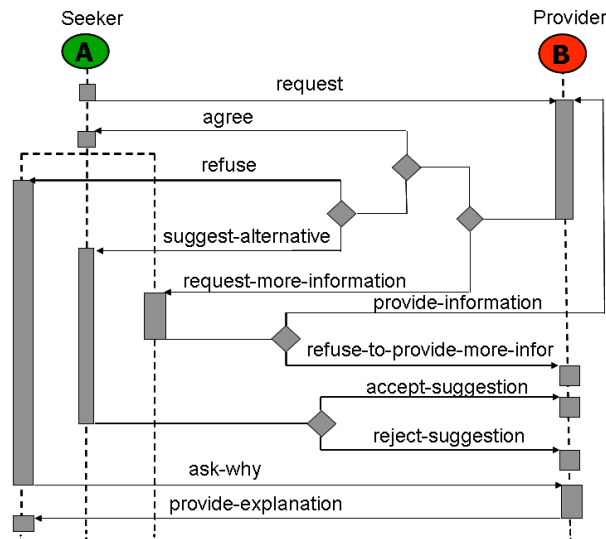 Seeker
Provider
A
B
request
agree
refuse
suggest-alternative
request-more-information
provide-information
refuse-to-provide-more-infor
accept-suggestion
reject-suggestion
ask-why
provide-explanation